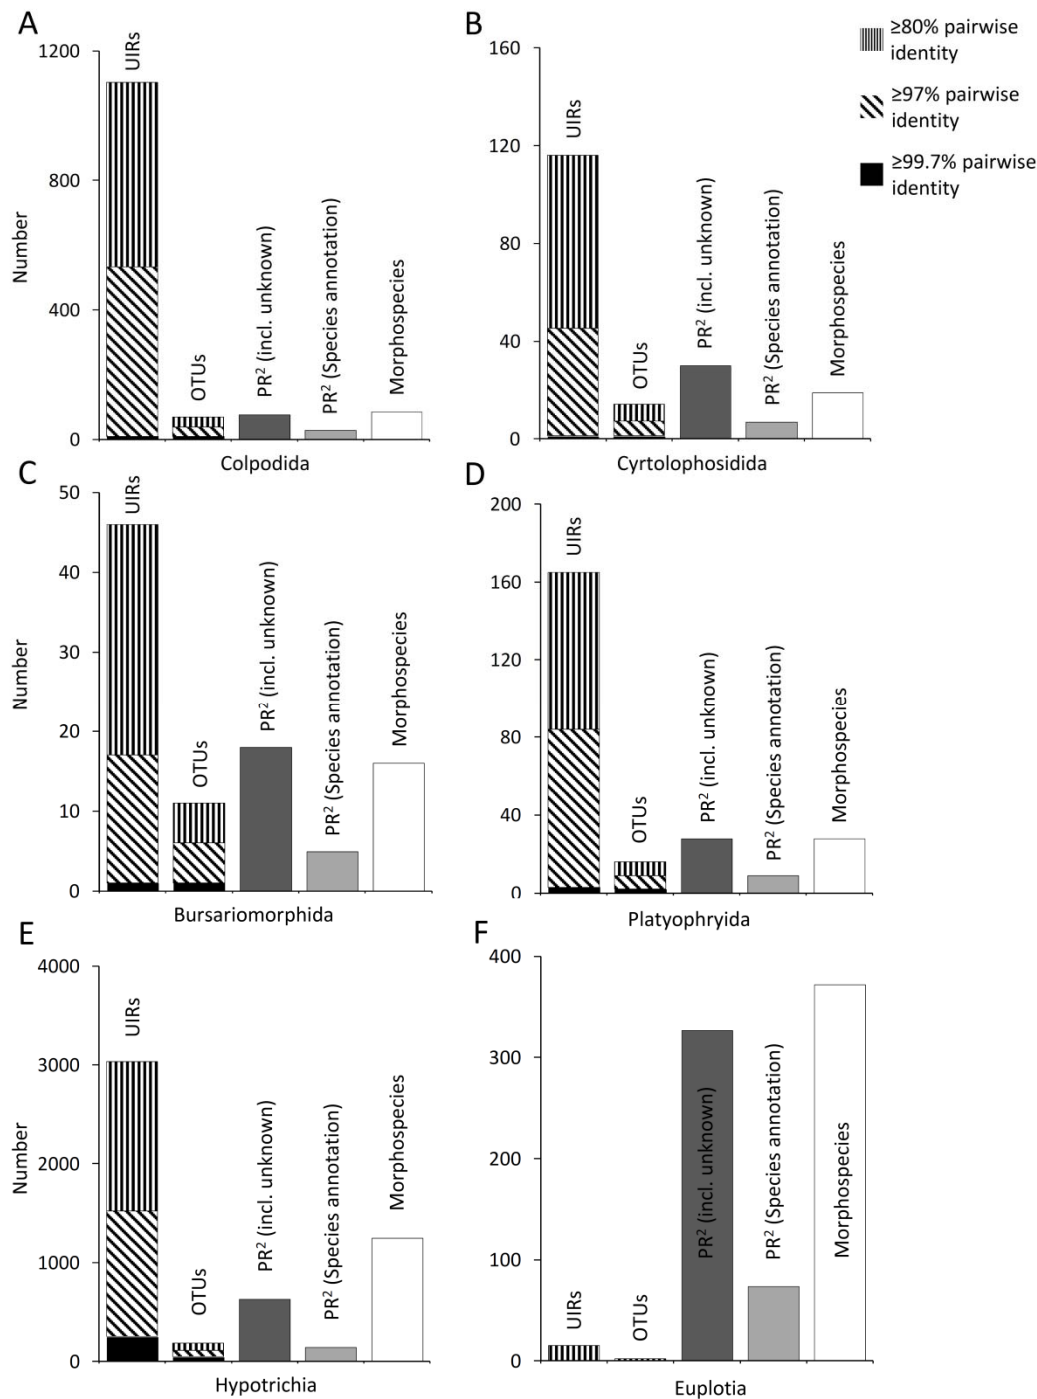 A
1200
800
400
0
Number
UIRs
OTUs
PR² (incl. unknown)
PR² (Species annotation)
Morphospecies
Colpodida
B
160
120
80
40
0
UIRs
OTUs
PR² (incl. unknown)
PR² (Species annotation)
Morphospecies
Cyrtolophosidida
≥80% pairwise
identity
≥97% pairwise
identity
≥99.7% pairwise
identity
C
50
40
30
20
10
0
Number
UIRs
OTUs
PR² (incl. unknown)
PR² (Species annotation)
Morphospecies
Bursariomorphida
D
200
160
120
80
40
0
UIRs
OTUs
PR² (incl. unknown)
PR² (Species annotation)
Morphospecies
Platyophryida
E
4000
3000
2000
1000
0
Number
UIRs
OTUs
PR² (incl. unknown)
PR² (Species annotation)
Morphospecies
Hypotrichia
F
400
300
200
100
0
UIRs
OTUs
PR² (incl. unknown)
PR² (Species annotation)
Morphospecies
Euplotia